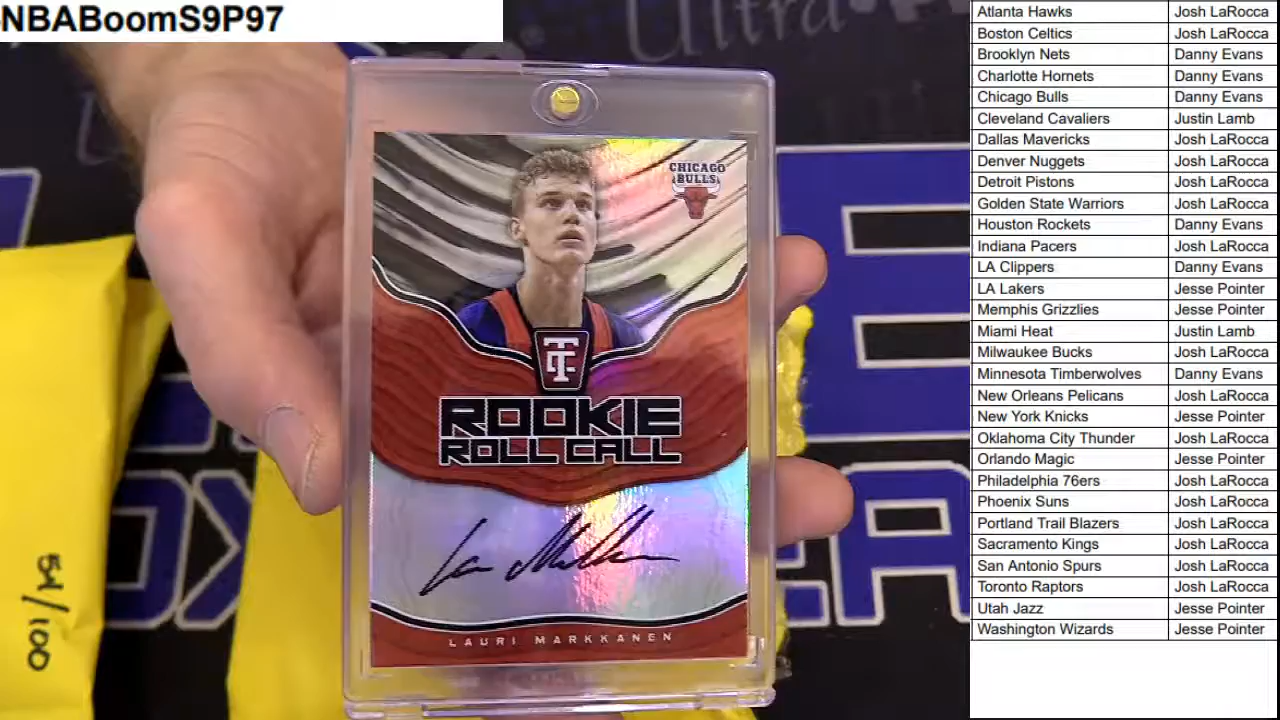 NBABoomS9P97
CHICAGO
BULLS
ROOKIE
ROLL CALL
LAURI MARKKANEN
51/100
Atlanta Hawks Josh LaRocca
Boston Celtics Josh LaRocca
Brooklyn Nets Danny Evans
Charlotte Hornets Danny Evans
Chicago Bulls Danny Evans
Cleveland Cavaliers Justin Lamb
Dallas Mavericks Josh LaRocca
Denver Nuggets Josh LaRocca
Detroit Pistons Josh LaRocca
Golden State Warriors Josh LaRocca
Houston Rockets Danny Evans
Indiana Pacers Josh LaRocca
LA Clippers Danny Evans
LA Lakers Jesse Pointer
Memphis Grizzlies Jesse Pointer
Miami Heat Justin Lamb
Milwaukee Bucks Josh LaRocca
Minnesota Timberwolves Danny Evans
New Orleans Pelicans Josh LaRocca
New York Knicks Jesse Pointer
Oklahoma City Thunder Josh LaRocca
Orlando Magic Jesse Pointer
Philadelphia 76ers Josh LaRocca
Phoenix Suns Josh LaRocca
Portland Trail Blazers Josh LaRocca
Sacramento Kings Josh LaRocca
San Antonio Spurs Josh LaRocca
Toronto Raptors Josh LaRocca
Utah Jazz Jesse Pointer
Washington Wizards Jesse Pointer